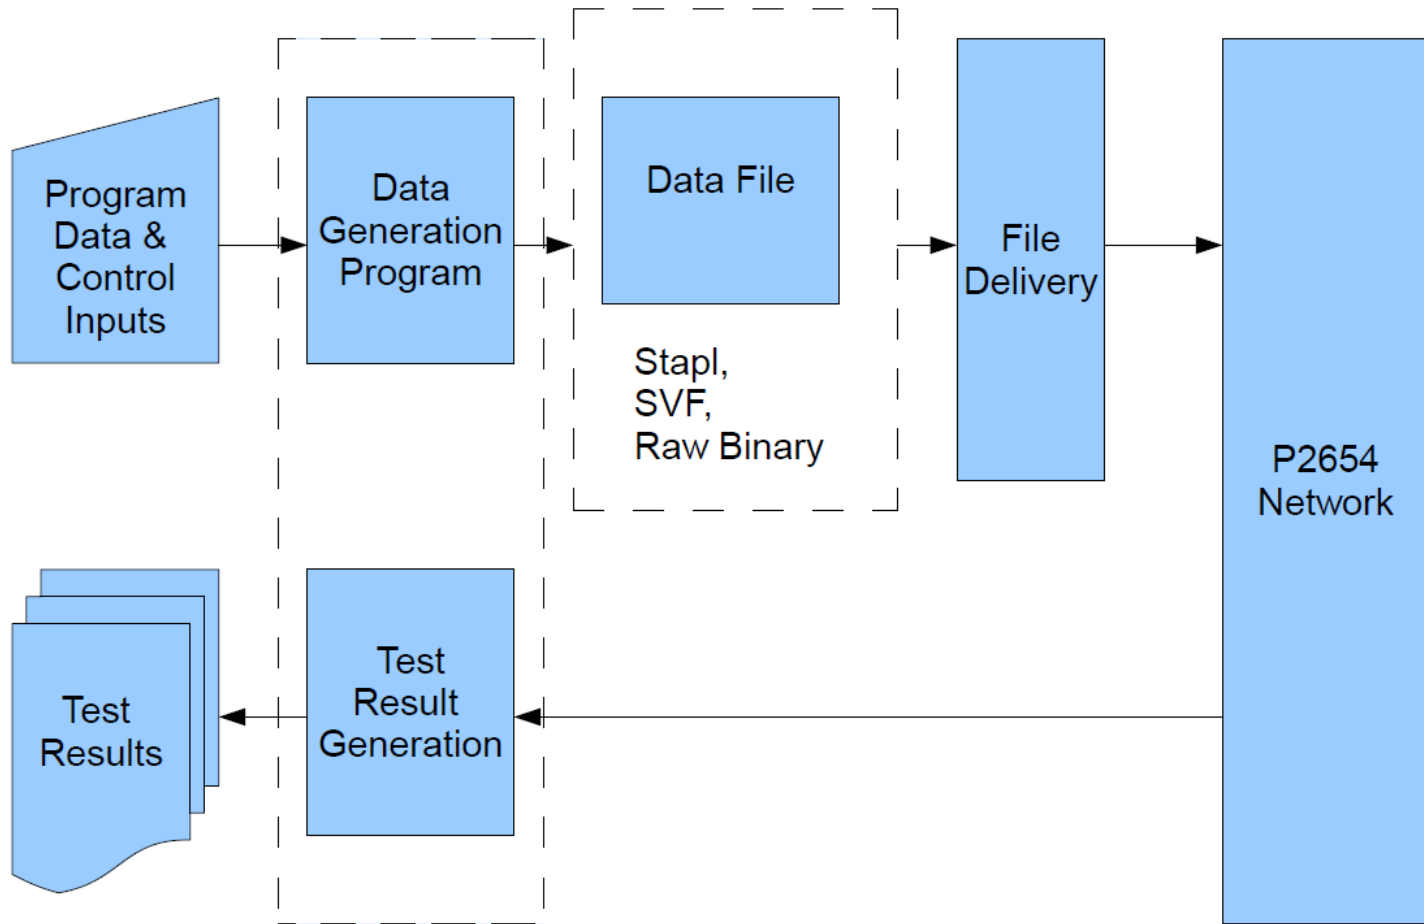 Program
Data &
Control
Inputs
Data
Generation
Program
Data File
Stapl,
SVF,
Raw Binary
File
Delivery
P2654
Network
Test
Results
Test
Result
Generation